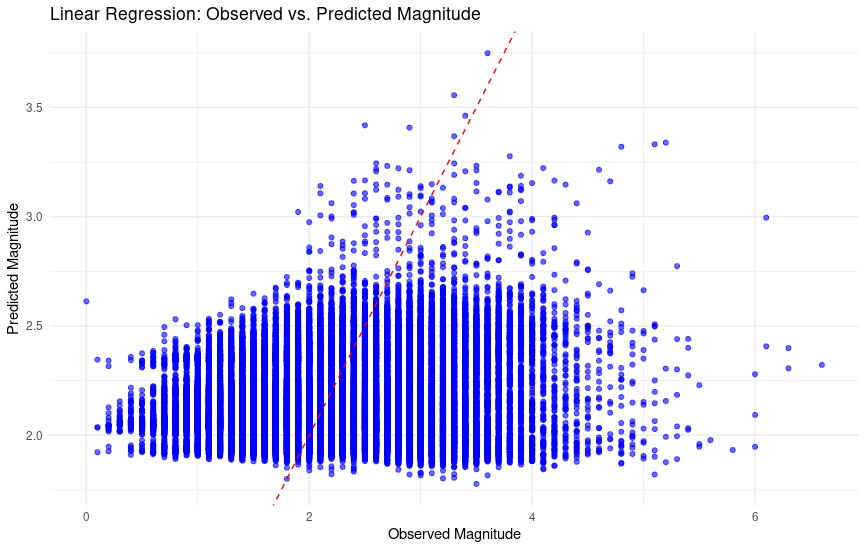 Linear Regression: Observed vs. Predicted Magnitude
Predicted Magnitude
3.5
3.0
2.5
2.0
0 2 4 6
Observed Magnitude